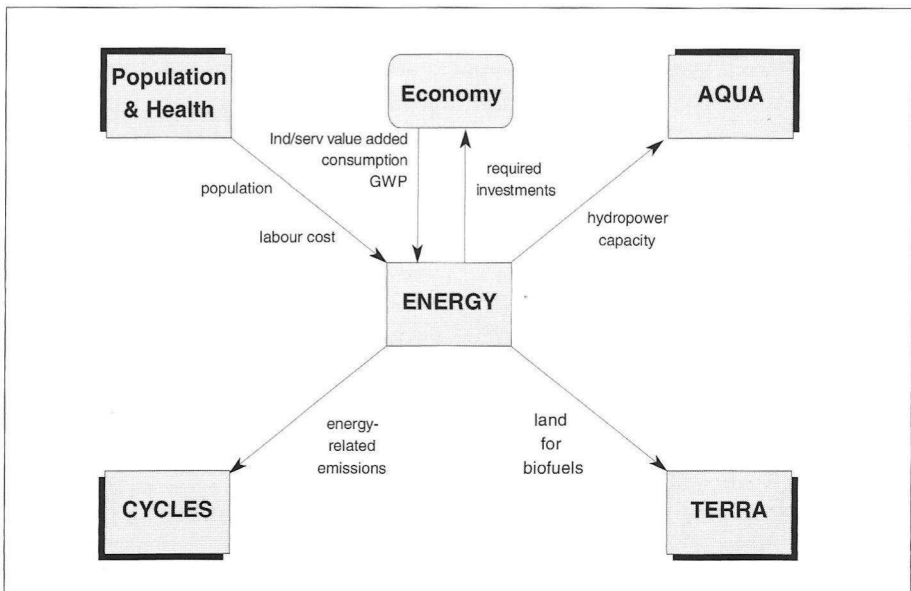 Population
& Health
Economy
AQUA
Ind/serv value added
consumption
GWP
required
investments
population
hydropower
capacity
labour cost
ENERGY
energy-
related
emissions
land
for
biofuels
CYCLES
TERRA